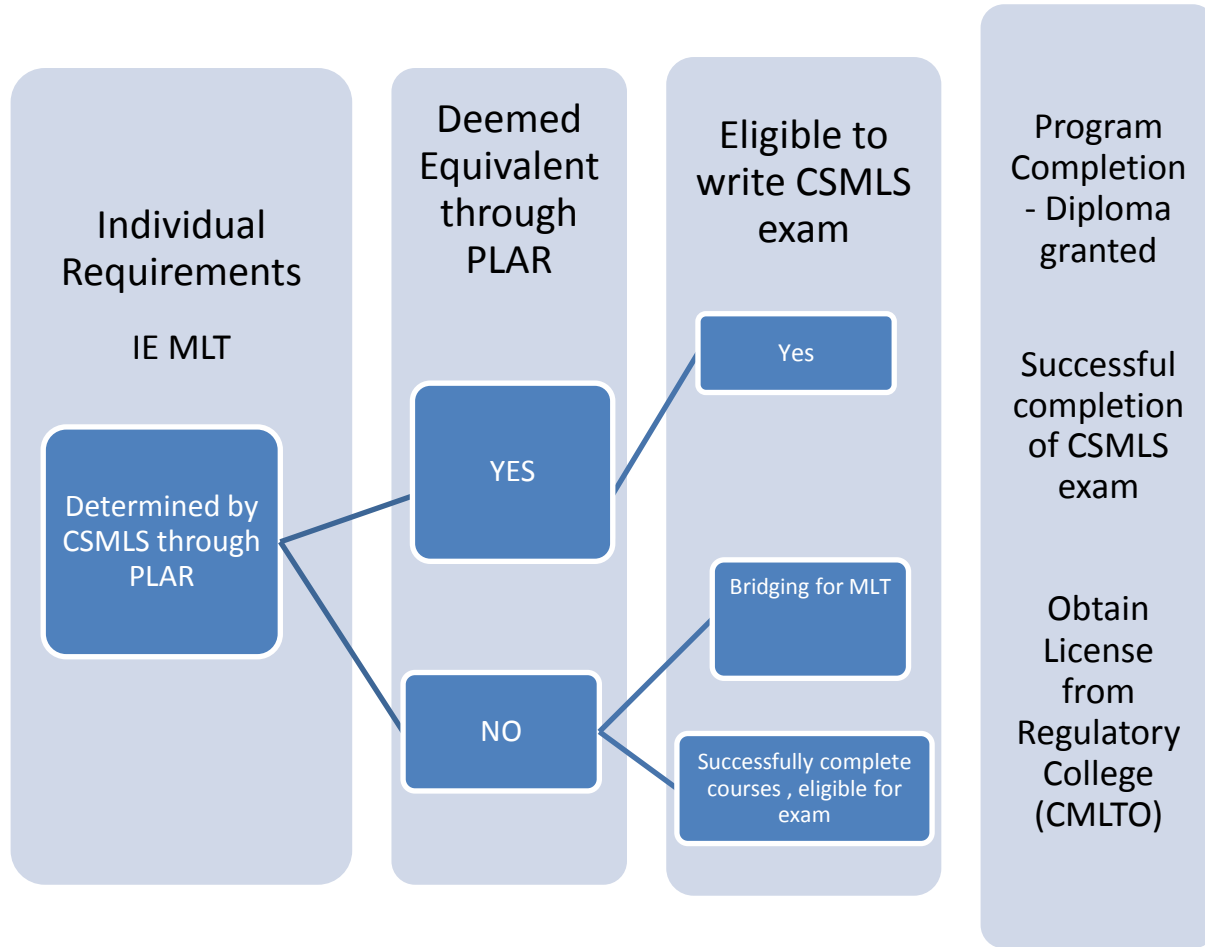 Individual
Requirements
IE MLT
Determined by
CSMLS through
PLAR
Deemed
Equivalent
through
PLAR
YES
NO
Eligible to
write CSMLS
exam
Yes
Bridging for MLT
Successfully complete
courses , eligible for
exam
Program
Completion
- Diploma
granted
Successful
completion
of CSMLS
exam
Obtain
License
from
Regulatory
College
(CMLTO)